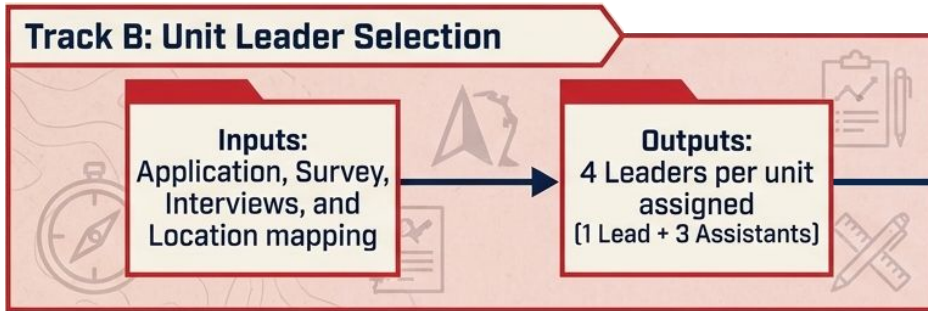 Track B: Unit Leader Selection
Inputs:
Application, Survey,
Interviews, and
Location mapping
Outputs:
4 Leaders per unit
assigned
(1 Lead + 3 Assistants)